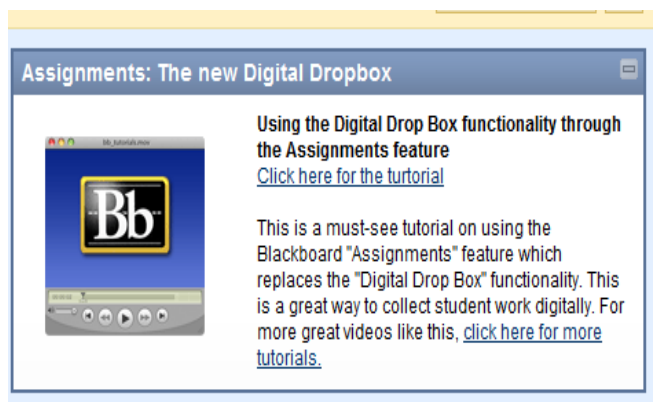 Assignments: The new Digital Dropbox
bb_tutorials.mov
Bb
Using the Digital Drop Box functionality through
the Assignments feature
Click here for the turtorial
This is a must-see tutorial on using the
Blackboard "Assignments" feature which
replaces the "Digital Drop Box" functionality. This
is a great way to collect student work digitally. For
more great videos like this, click here for more
tutorials.